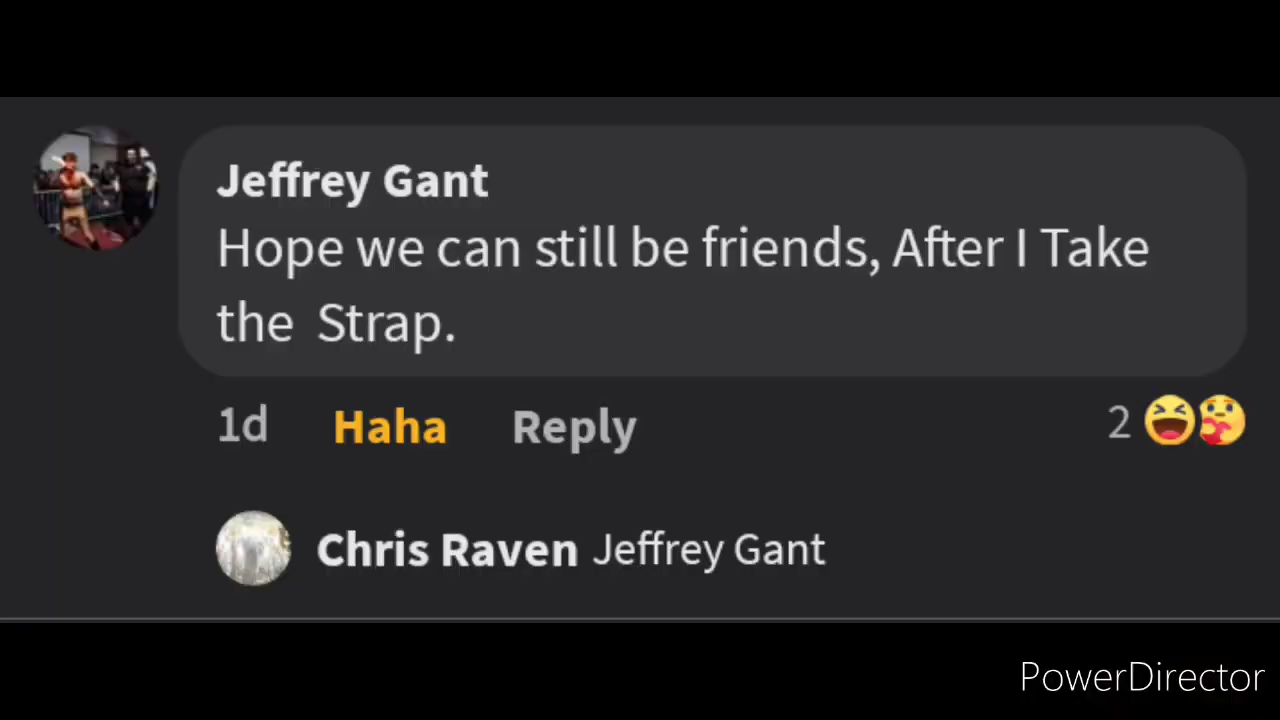 Jeffrey Gant
Hope we can still be friends, After I Take
the Strap.
1d Haha Reply 2
Chris Raven Jeffrey Gant
PowerDirector